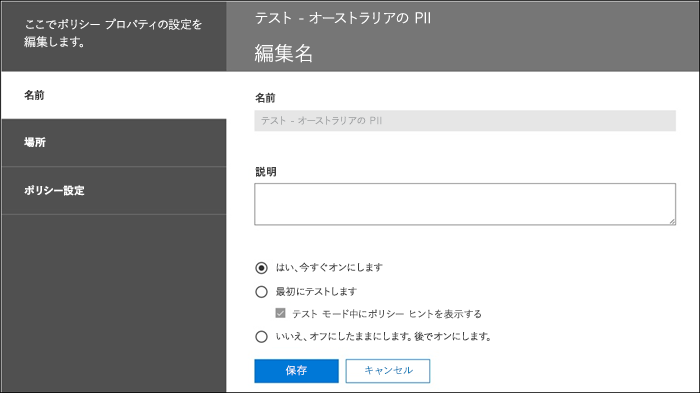 ここでポリシー プロパティの設定を
編集します。
名前
場所
ポリシー設定
テスト - オーストラリアの PII
編集名
名前
テスト - オーストラリアの PII
説明
はい、今すぐオンにします
最初にテストします
テスト モード中にポリシー ヒントを表示する
いいえ、オフにしたままにします。後でオンにします。
保存
キャンセル